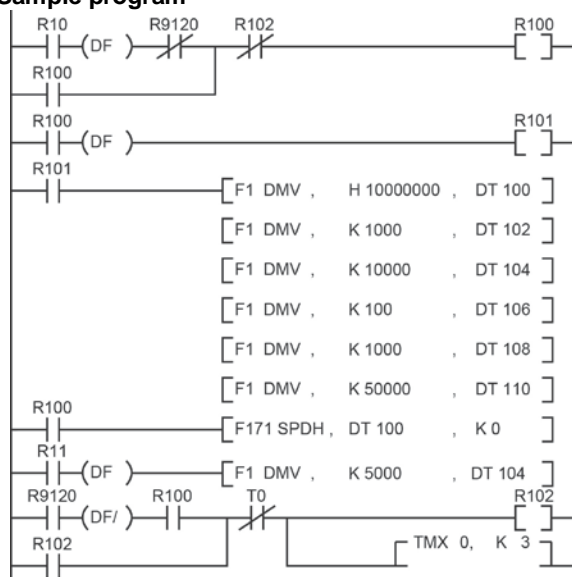 Sample program
R10 R9120 R102 R100
(DF )
R100
R100 R101
(DF )
R101
F1 DMV , H 10000000 , DT 100
F1 DMV , K 1000 , DT 102
F1 DMV , K 10000 , DT 104
F1 DMV , K 100 , DT 106
F1 DMV , K 1000 , DT 108
F1 DMV , K 50000 , DT 110
R100
F171 SPDH , DT 100 , K 0
R11
(DF ) F1 DMV , K 5000 , DT 104
R9120 R100 T0 R102
(DF/ )
R102 TMX 0, K 3